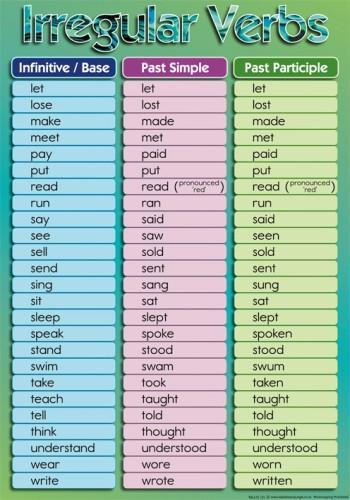 Irregular Verbs
Infinitive / Base Past Simple Past Participle
let let let
lose lost lost
make made made
meet met met
pay paid paid
put put put
read read (pronounced 'red') read (pronounced 'red')
run ran run
say said said
see saw seen
sell sold sold
send sent sent
sing sang sung
sit sat sat
sleep slept slept
speak spoke spoken
stand stood stood
swim swam swum
take took taken
teach taught taught
tell told told
think thought thought
understand understood understood
wear wore worn
write wrote written